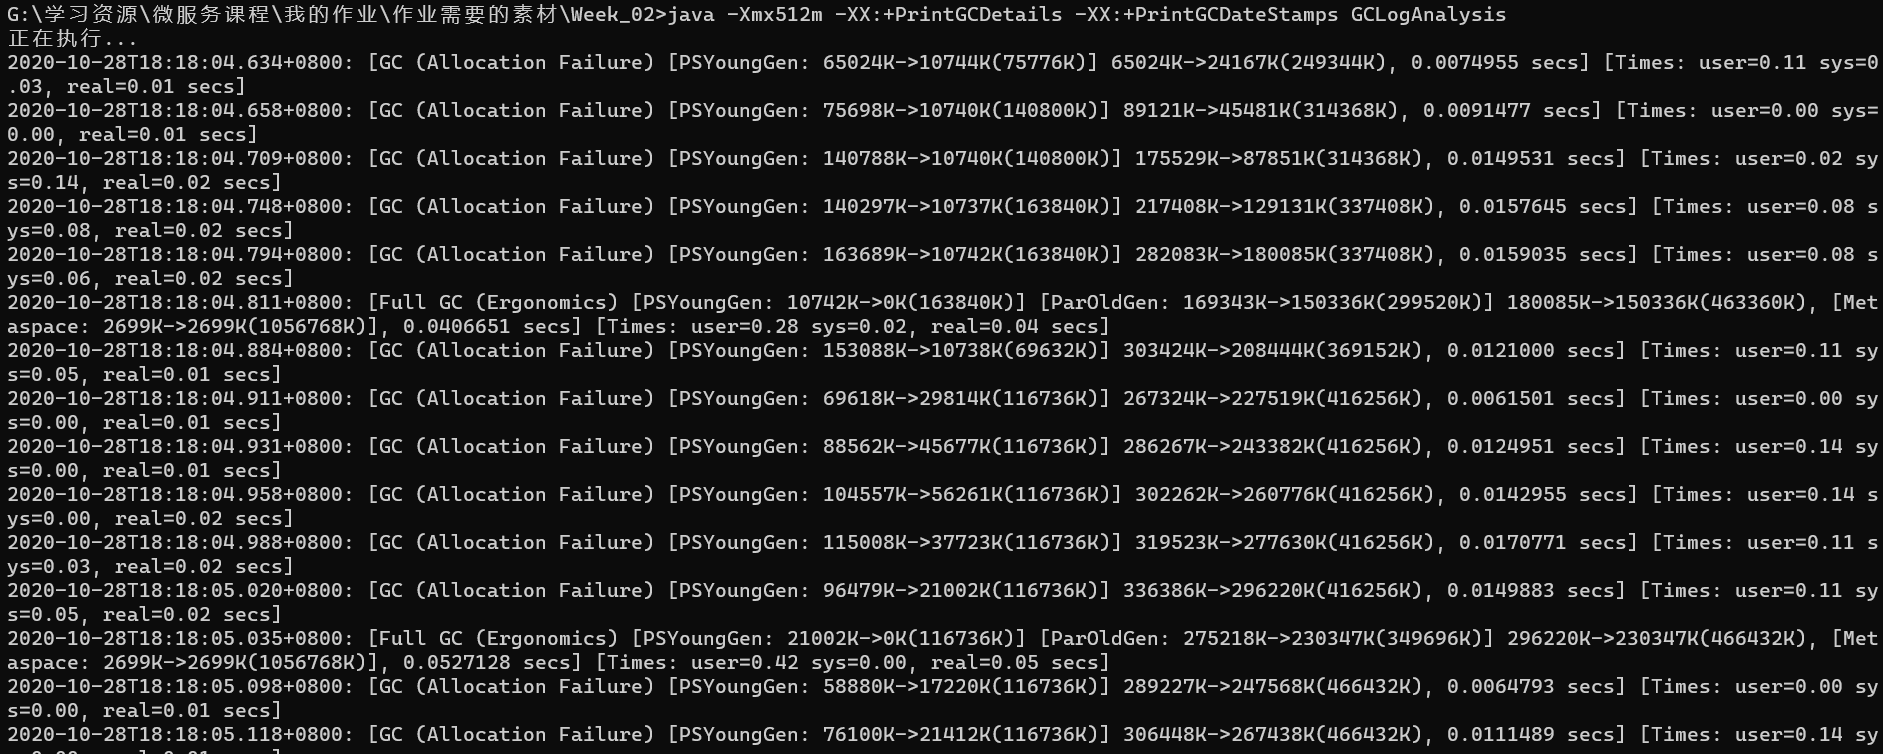 G:\学习资源\微服务课程\我的作业\作业需要的素材\Week_02>java -Xmx512m -XX:+PrintGCDetails -XX:+PrintGCDateStamps GCLogAnalysis
正在执行...
2020-10-28T18:18:04.634+0800: [GC (Allocation Failure) [PSYoungGen: 65024K->10744K(75776K)] 65024K->24167K(249344K), 0.0074955 secs] [Times: user=0.11 sys=0
.03, real=0.01 secs]
2020-10-28T18:18:04.658+0800: [GC (Allocation Failure) [PSYoungGen: 75698K->10740K(140800K)] 89121K->45481K(314368K), 0.0091477 secs] [Times: user=0.00 sys=
0.00, real=0.01 secs]
2020-10-28T18:18:04.709+0800: [GC (Allocation Failure) [PSYoungGen: 140788K->10740K(140800K)] 175529K->87851K(314368K), 0.0149531 secs] [Times: user=0.02 sy
s=0.14, real=0.02 secs]
2020-10-28T18:18:04.748+0800: [GC (Allocation Failure) [PSYoungGen: 140297K->10737K(163840K)] 217408K->129131K(337408K), 0.0157645 secs] [Times: user=0.08 s
ys=0.08, real=0.02 secs]
2020-10-28T18:18:04.794+0800: [GC (Allocation Failure) [PSYoungGen: 163689K->10742K(163840K)] 282083K->180085K(337408K), 0.0159035 secs] [Times: user=0.08 s
ys=0.06, real=0.02 secs]
2020-10-28T18:18:04.811+0800: [Full GC (Ergonomics) [PSYoungGen: 10742K->0K(163840K)] [ParOldGen: 169343K->150336K(299520K)] 180085K->150336K(463360K), [Met
aspace: 2699K->2699K(1056768K)], 0.0406651 secs] [Times: user=0.28 sys=0.02, real=0.04 secs]
2020-10-28T18:18:04.884+0800: [GC (Allocation Failure) [PSYoungGen: 153088K->10738K(69632K)] 303424K->208444K(369152K), 0.0121000 secs] [Times: user=0.11 sy
s=0.05, real=0.01 secs]
2020-10-28T18:18:04.911+0800: [GC (Allocation Failure) [PSYoungGen: 69618K->29814K(116736K)] 267324K->227519K(416256K), 0.0061501 secs] [Times: user=0.00 sy
s=0.00, real=0.01 secs]
2020-10-28T18:18:04.931+0800: [GC (Allocation Failure) [PSYoungGen: 88562K->45677K(116736K)] 286267K->243382K(416256K), 0.0124951 secs] [Times: user=0.14 sy
s=0.00, real=0.01 secs]
2020-10-28T18:18:04.958+0800: [GC (Allocation Failure) [PSYoungGen: 104557K->56261K(116736K)] 302262K->260776K(416256K), 0.0142955 secs] [Times: user=0.14 s
ys=0.00, real=0.02 secs]
2020-10-28T18:18:04.988+0800: [GC (Allocation Failure) [PSYoungGen: 115008K->37723K(116736K)] 319523K->277630K(416256K), 0.0170771 secs] [Times: user=0.11 s
ys=0.03, real=0.02 secs]
2020-10-28T18:18:05.020+0800: [GC (Allocation Failure) [PSYoungGen: 96479K->21002K(116736K)] 336386K->296220K(416256K), 0.0149883 secs] [Times: user=0.11 sy
s=0.05, real=0.02 secs]
2020-10-28T18:18:05.035+0800: [Full GC (Ergonomics) [PSYoungGen: 21002K->0K(116736K)] [ParOldGen: 275218K->230347K(349696K)] 296220K->230347K(466432K), [Met
aspace: 2699K->2699K(1056768K)], 0.0527128 secs] [Times: user=0.42 sys=0.00, real=0.05 secs]
2020-10-28T18:18:05.098+0800: [GC (Allocation Failure) [PSYoungGen: 58880K->17220K(116736K)] 289227K->247568K(466432K), 0.0064793 secs] [Times: user=0.00 sy
s=0.00, real=0.01 secs]
2020-10-28T18:18:05.118+0800: [GC (Allocation Failure) [PSYoungGen: 76100K->21412K(116736K)] 306448K->267438K(466432K), 0.0111489 secs] [Times: user=0.14 sy